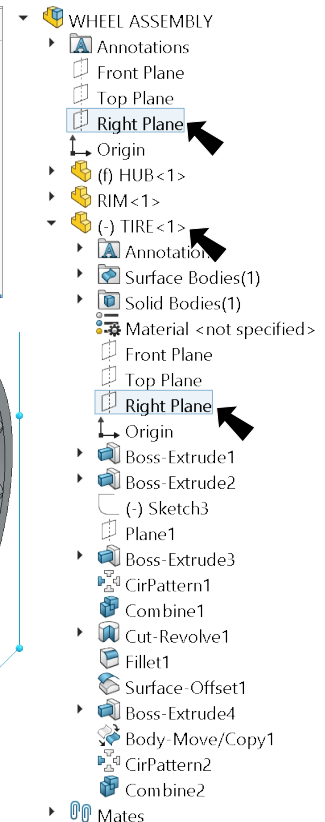 WHEEL ASSEMBLY
Annotations
Front Plane
Top Plane
Right Plane
Origin
(f) HUB<1>
RIM<1>
(-) TIRE<1>
Annotation
Surface Bodies(1)
Solid Bodies(1)
Material <not specified>
Front Plane
Top Plane
Right Plane
Origin
Boss-Extrude1
Boss-Extrude2
(-) Sketch3
Plane1
Boss-Extrude3
CirPattern1
Combine1
Cut-Revolve1
Fillet1
Surface-Offset1
Boss-Extrude4
Body-Move/Copy1
CirPattern2
Combine2
Mates